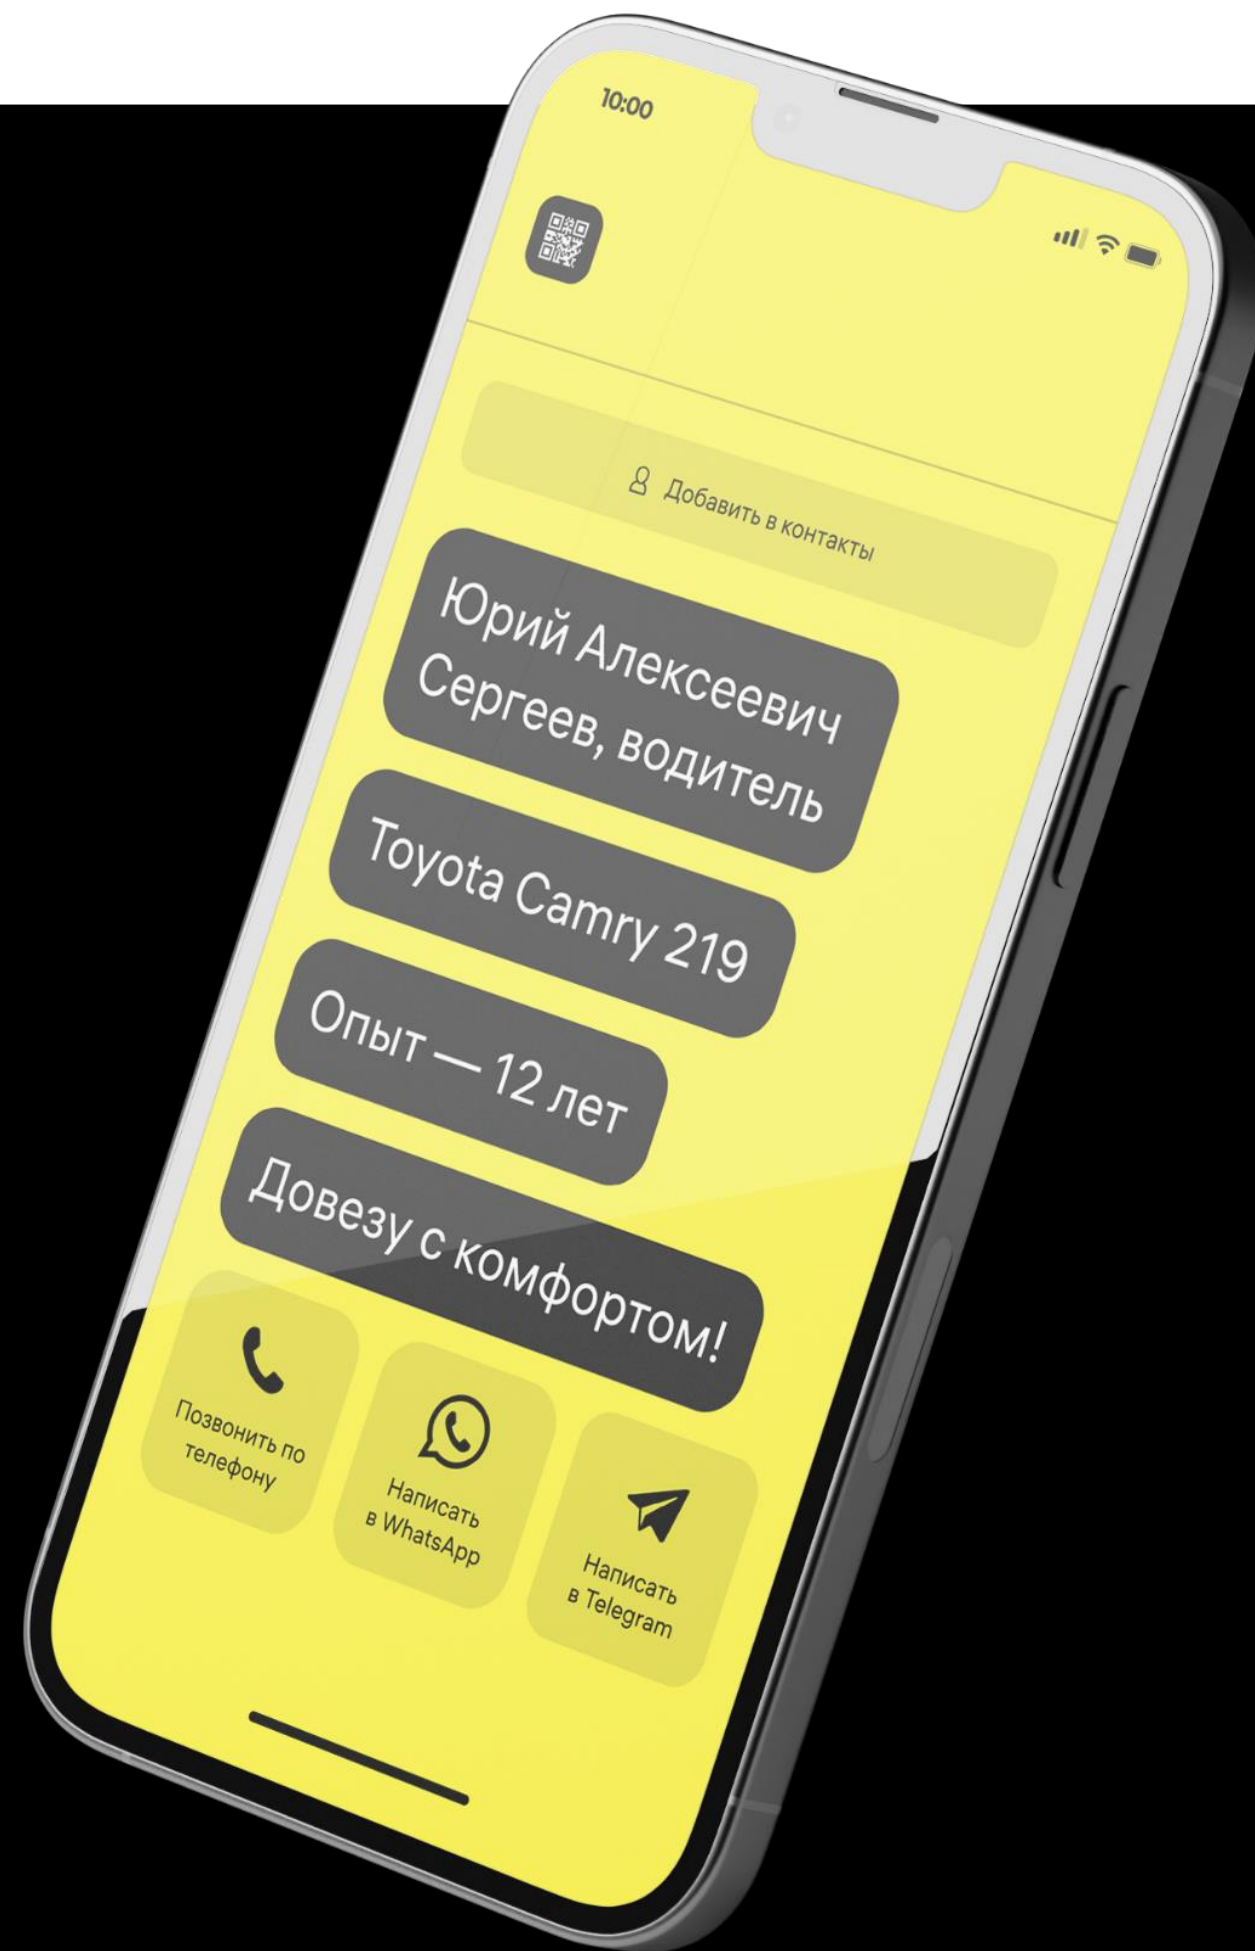 10:00
Добавить в контакты
Юрий Алексеевич
Сергеев, водитель
Toyota Camry 219
Опыт — 12 лет
Довезу с комфортом!
Позвонить по
телефону
Написать
в WhatsApp
Написать
в Telegram